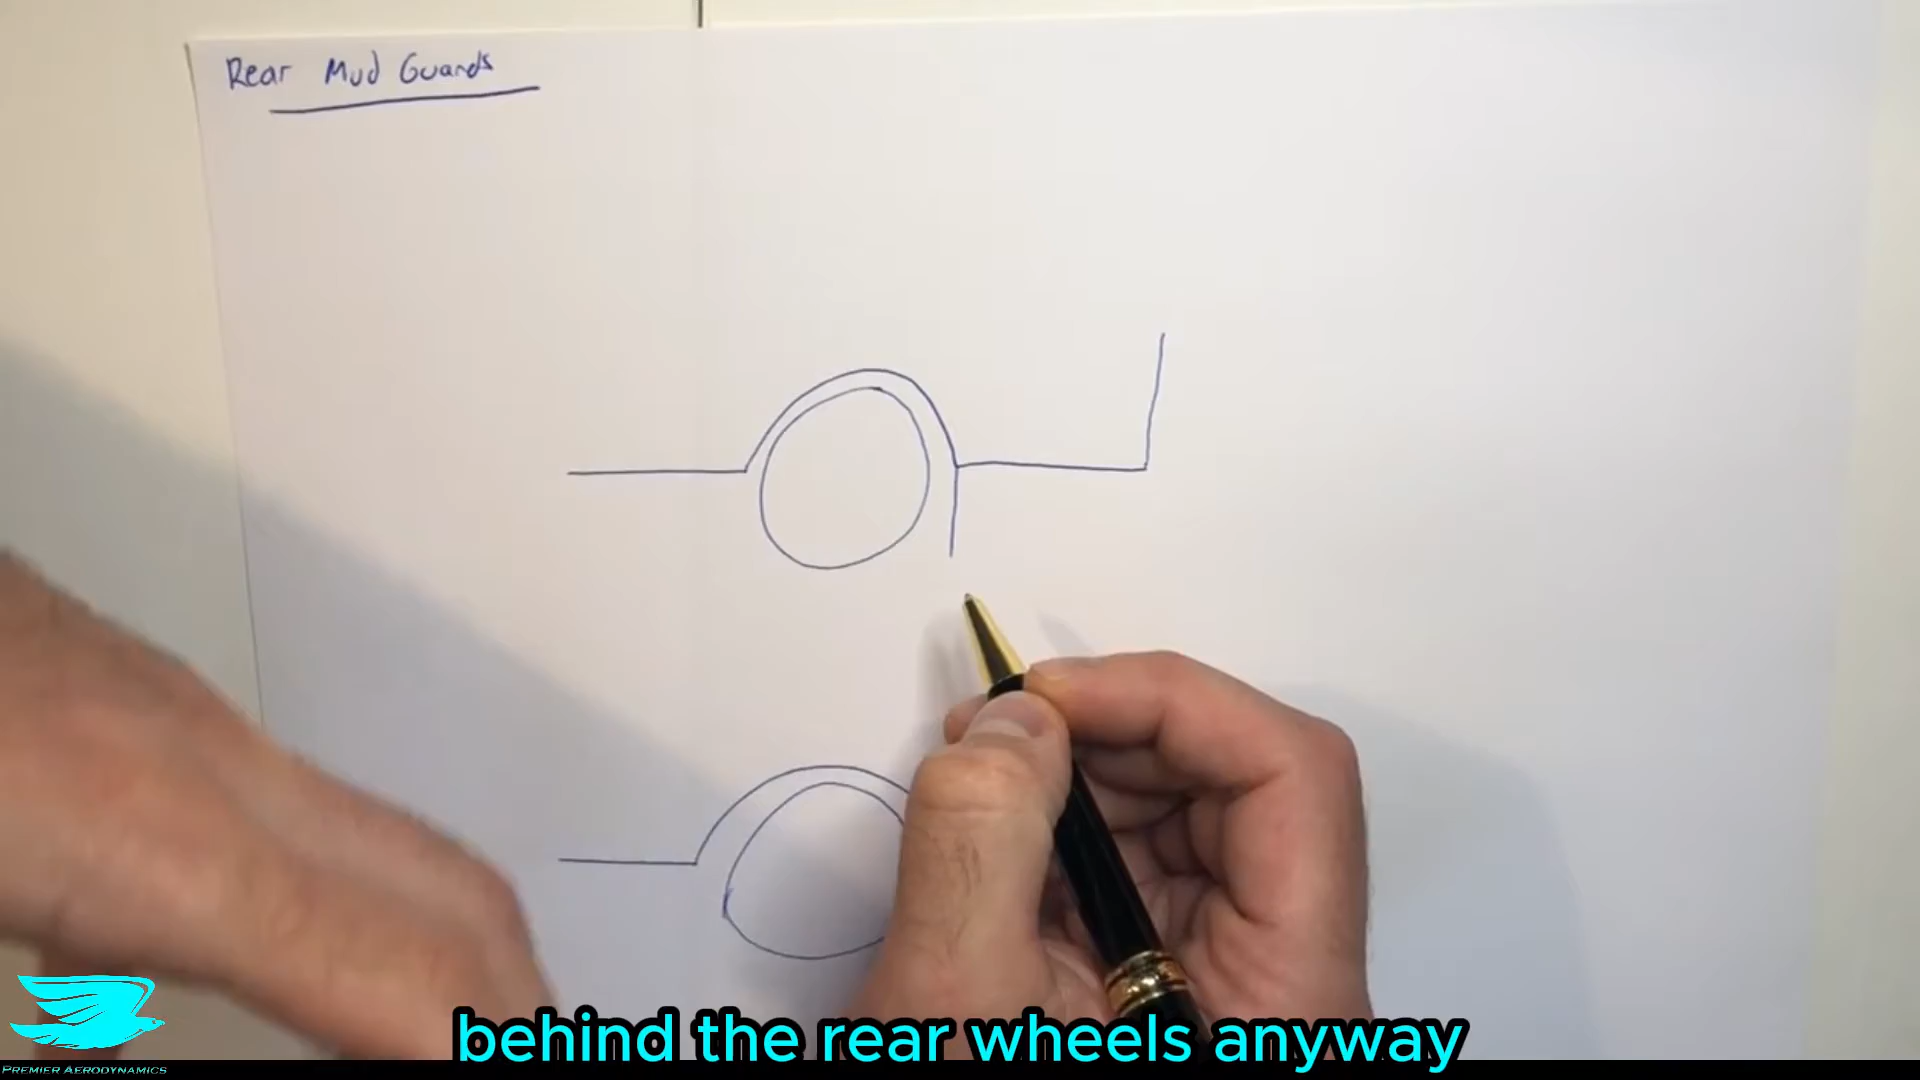 Rear Mud Guards
behind the rear wheels anyway
PREMIER AERODYNAMICS